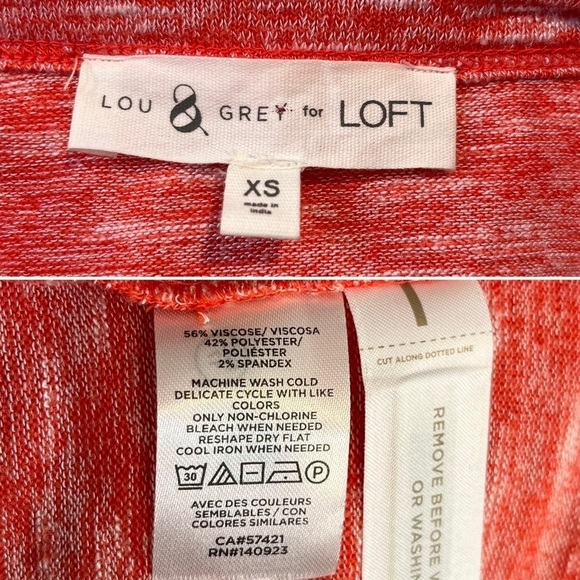 LOU & GREY for LOFT
XS
made in
india
56% VISCOSE/ VISCOSA
42% POLYESTER/
POLIÉSTER
2% SPANDEX
MACHINE WASH COLD
DELICATE CYCLE WITH LIKE
COLORS
ONLY NON-CHLORINE
BLEACH WHEN NEEDED
RESHAPE DRY FLAT
COOL IRON WHEN NEEDED
30 P
AVEC DES COULEURS
SEMBLABLES / CON
COLORES SIMILARES
CA#57421
RN#140923
CUT ALONG DOTTED LINE
REMOVE BEFORE
OR WASHIN